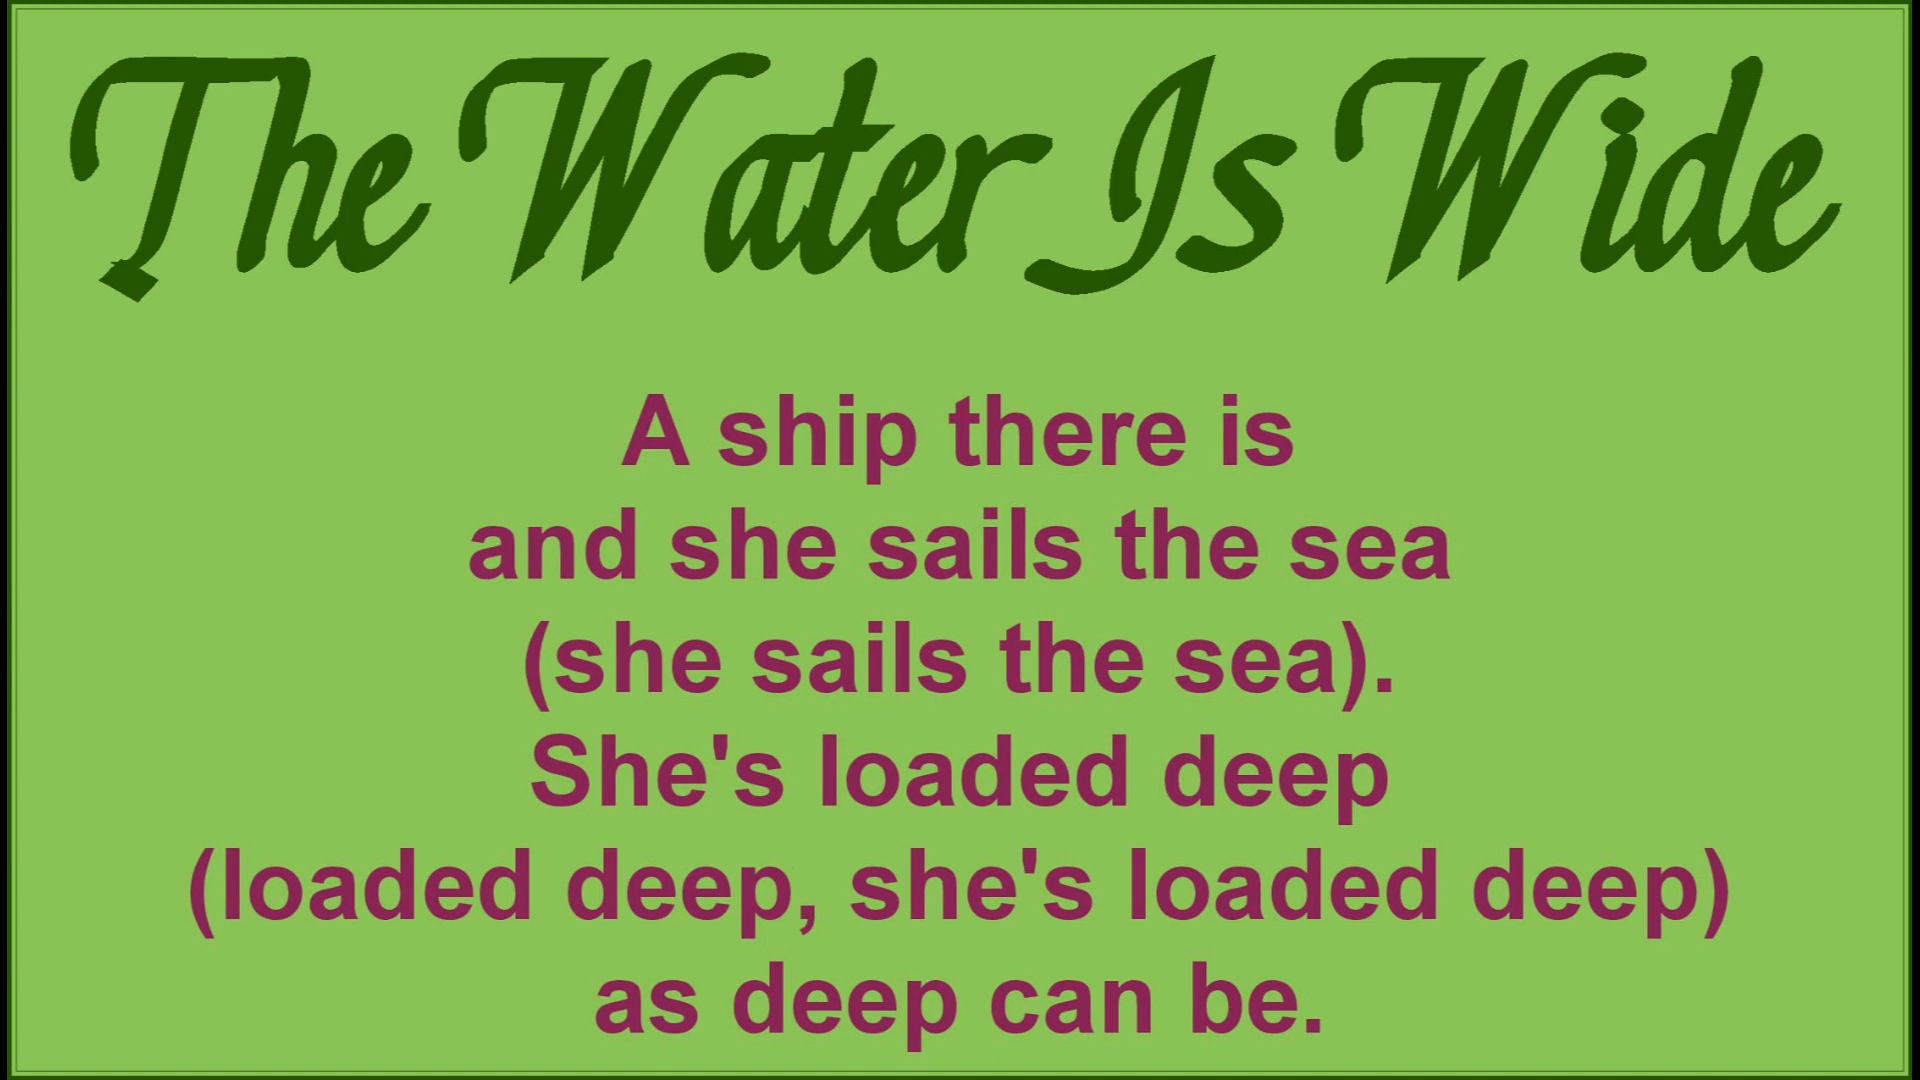 The Water Is Wide
A ship there is
and she sails the sea
(she sails the sea).
She's loaded deep
(loaded deep, she's loaded deep)
as deep can be.